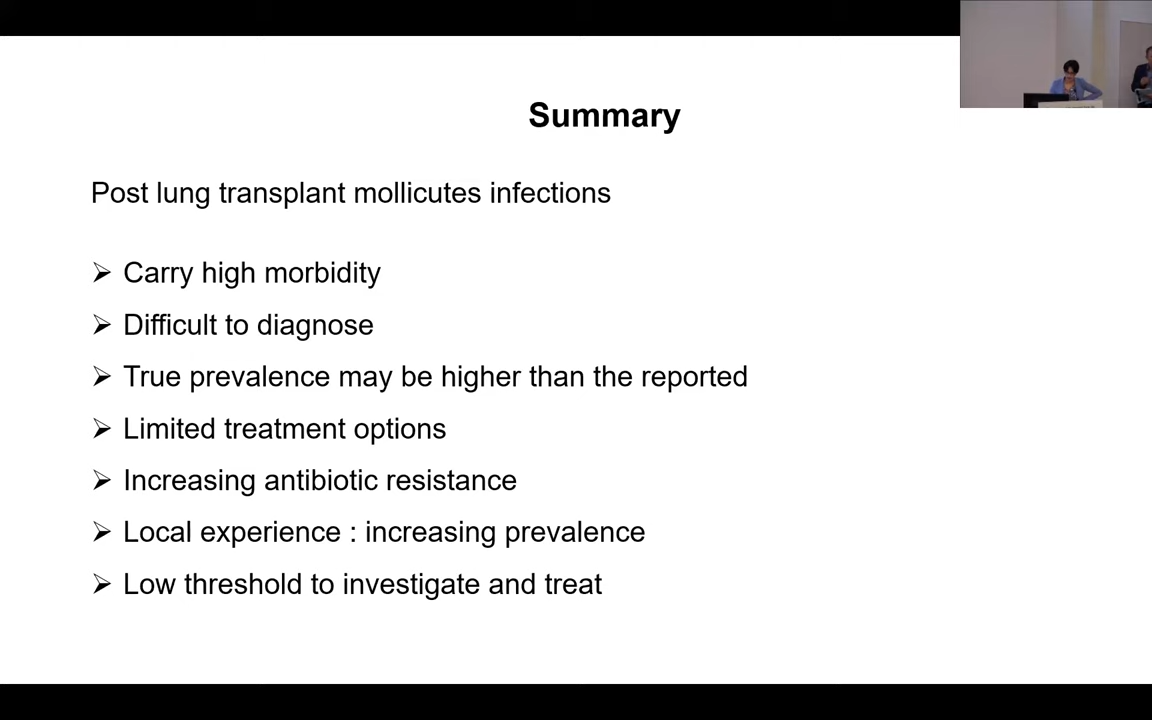 Summary
Post lung transplant mollicutes infections
➢ Carry high morbidity
➢ Difficult to diagnose
➢ True prevalence may be higher than the reported
➢ Limited treatment options
➢ Increasing antibiotic resistance
➢ Local experience : increasing prevalence
➢ Low threshold to investigate and treat